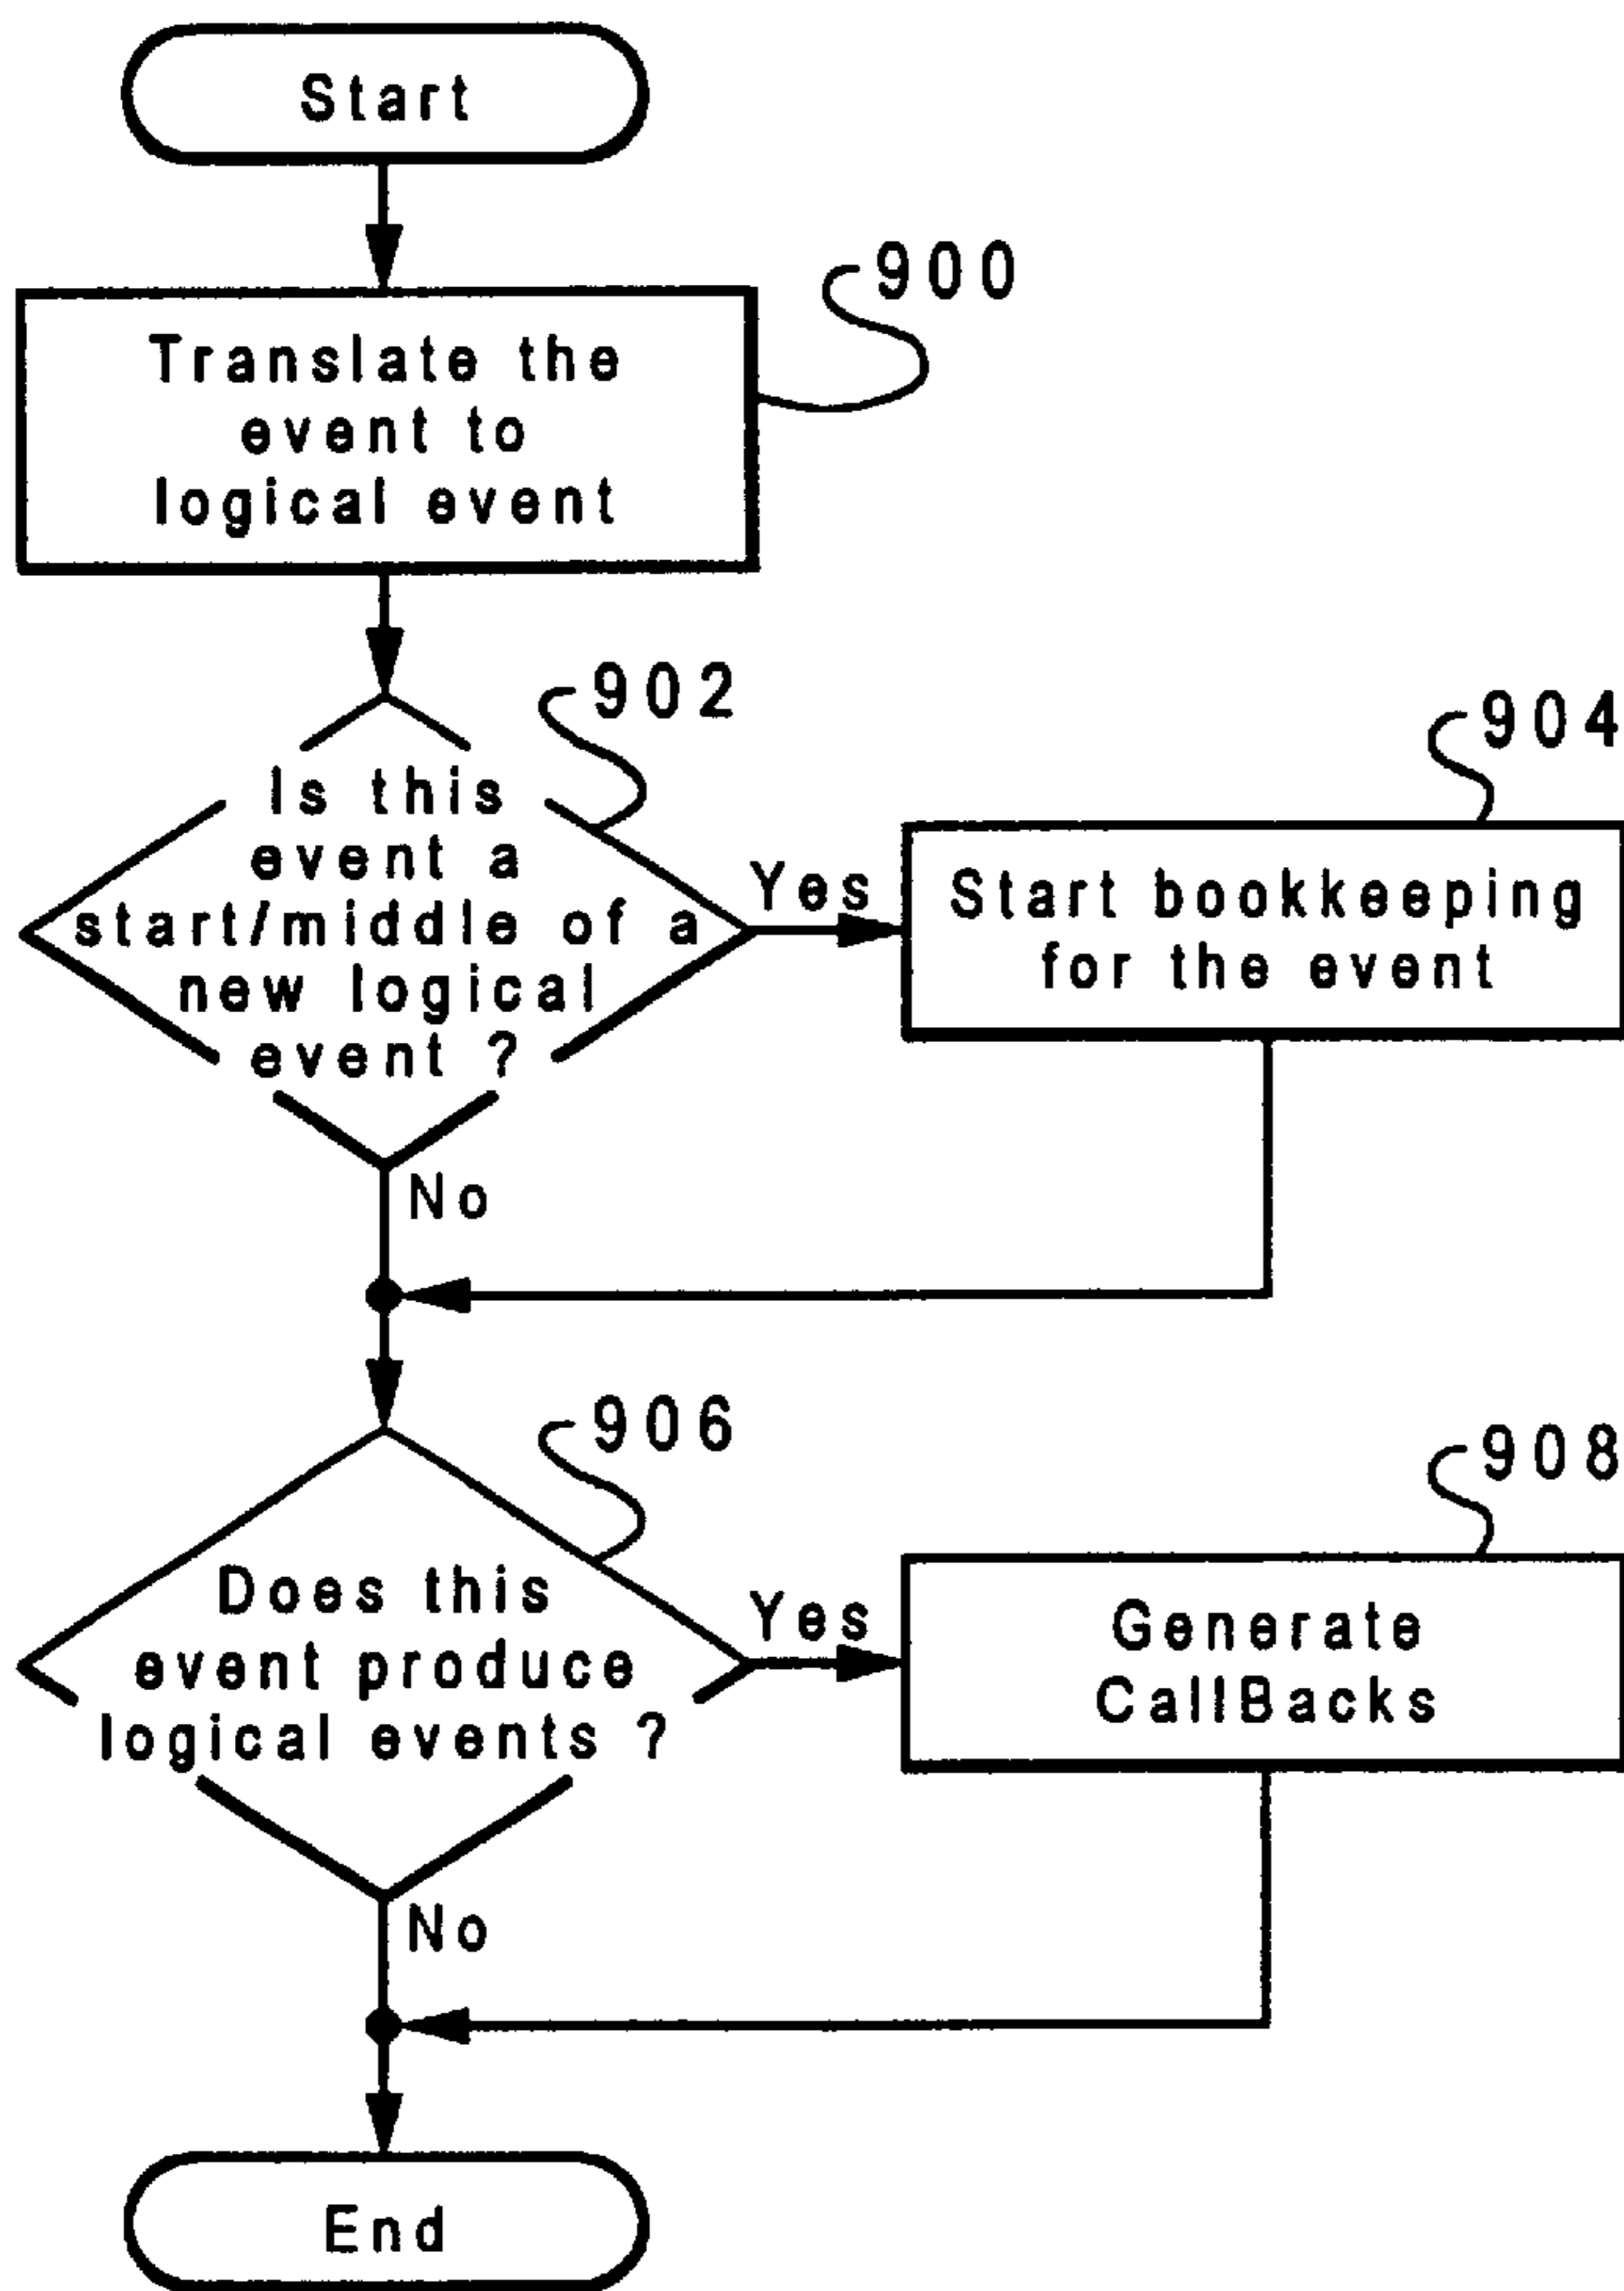 Start
900
Translate the
event to
logical event
902
904
Is this
event a
start/middle of a
new logical
event ?
Yes
Start bookkeeping
for the event
No
906
908
Does this
event produce
logical events ?
Yes
Generate
CallBacks
No
End